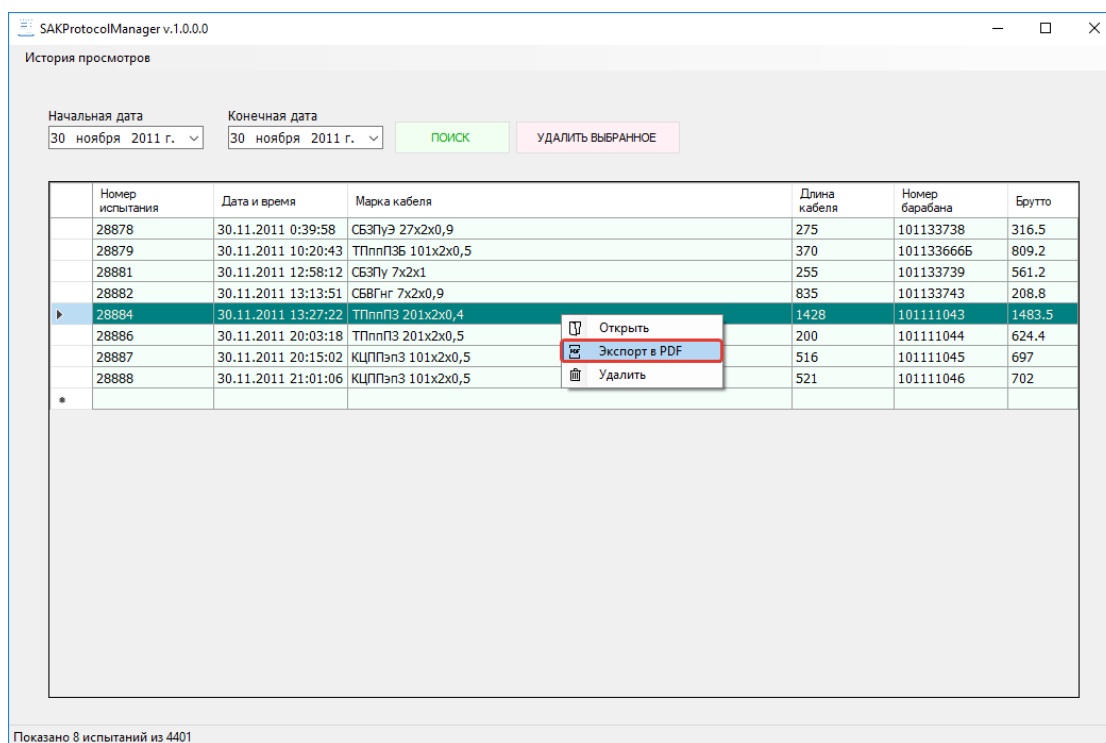 SAKProtocolManager v.1.0.0.0
История просмотров
Начальная дата Конечная дата
30 ноября 2011 г. 30 ноября 2011 г. ПОИСК УДАЛИТЬ ВЫБРАННОЕ
Номер испытания Дата и время Марка кабеля Длина кабеля Номер барабана Брутто
28878 30.11.2011 0:39:58 СБЗПуЭ 27х2х0,9 275 101133738 316.5
28879 30.11.2011 10:20:43 ТПппПЗБ 101х2х0,5 370 101133666Б 809.2
28881 30.11.2011 12:58:12 СБЗПу 7х2х1 255 101133739 561.2
28882 30.11.2011 13:13:51 СБВГнг 7х2х0,9 835 101133743 208.8
28884 30.11.2011 13:27:22 ТПппПЗ 201х2х0,4 1428 101111043 1483.5
28886 30.11.2011 20:03:18 ТПппПЗ 201х2х0,5 200 101111044 624.4
28887 30.11.2011 20:15:02 КЦППэпЗ 101х2х0,5 516 101111045 697
28888 30.11.2011 21:01:06 КЦППэпЗ 101х2х0,5 521 101111046 702
Открыть
Экспорт в PDF
Удалить
Показано 8 испытаний из 4401